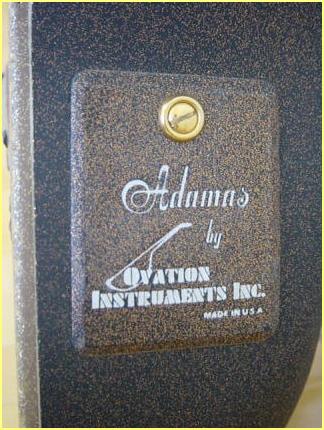 Adamas
by
OVATION
INSTRUMENTS INC.
MADE IN U.S.A